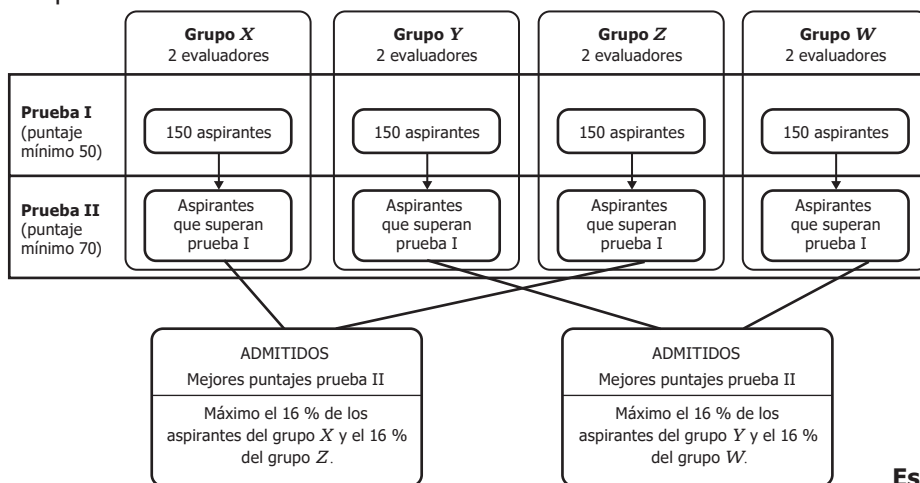 Grupo X
2 evaluadores
Grupo Y
2 evaluadores
Grupo Z
2 evaluadores
Grupo W
2 evaluadores
Prueba I
(puntaje
mínimo 50)
150 aspirantes
150 aspirantes
150 aspirantes
150 aspirantes
Prueba II
(puntaje
mínimo 70)
Aspirantes
que superan
prueba I
Aspirantes
que superan
prueba I
Aspirantes
que superan
prueba I
Aspirantes
que superan
prueba I
ADMITIDOS
Mejores puntajes prueba II
Máximo el 16 % de los
aspirantes del grupo X y el 16 %
del grupo Z.
ADMITIDOS
Mejores puntajes prueba II
Máximo el 16 % de los
aspirantes del grupo Y y el 16 %
del grupo W.
Es